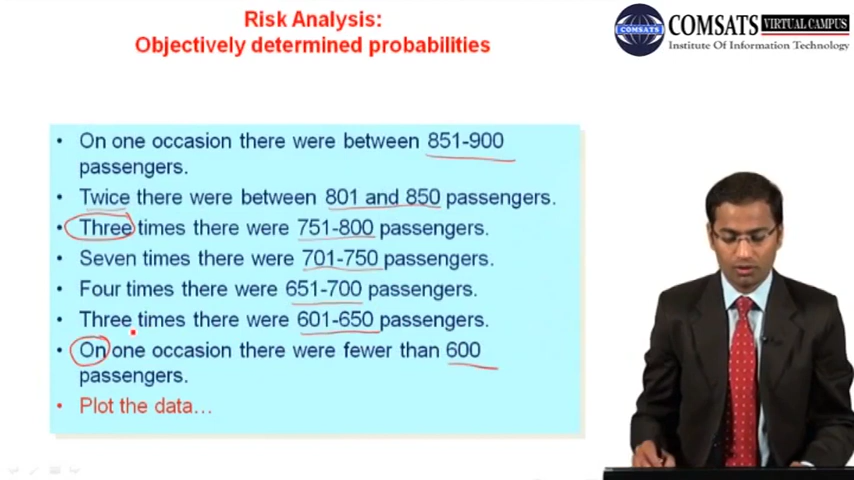 Risk Analysis:
Objectively determined probabilities
COMSATS VIRTUAL CAMPUS
COMSATS
Institute Of Information Technology
• On one occasion there were between 851-900
passengers.
• Twice there were between 801 and 850 passengers.
• Three times there were 751-800 passengers.
• Seven times there were 701-750 passengers.
• Four times there were 651-700 passengers.
• Three times there were 601-650 passengers.
• On one occasion there were fewer than 600
passengers.
• Plot the data…